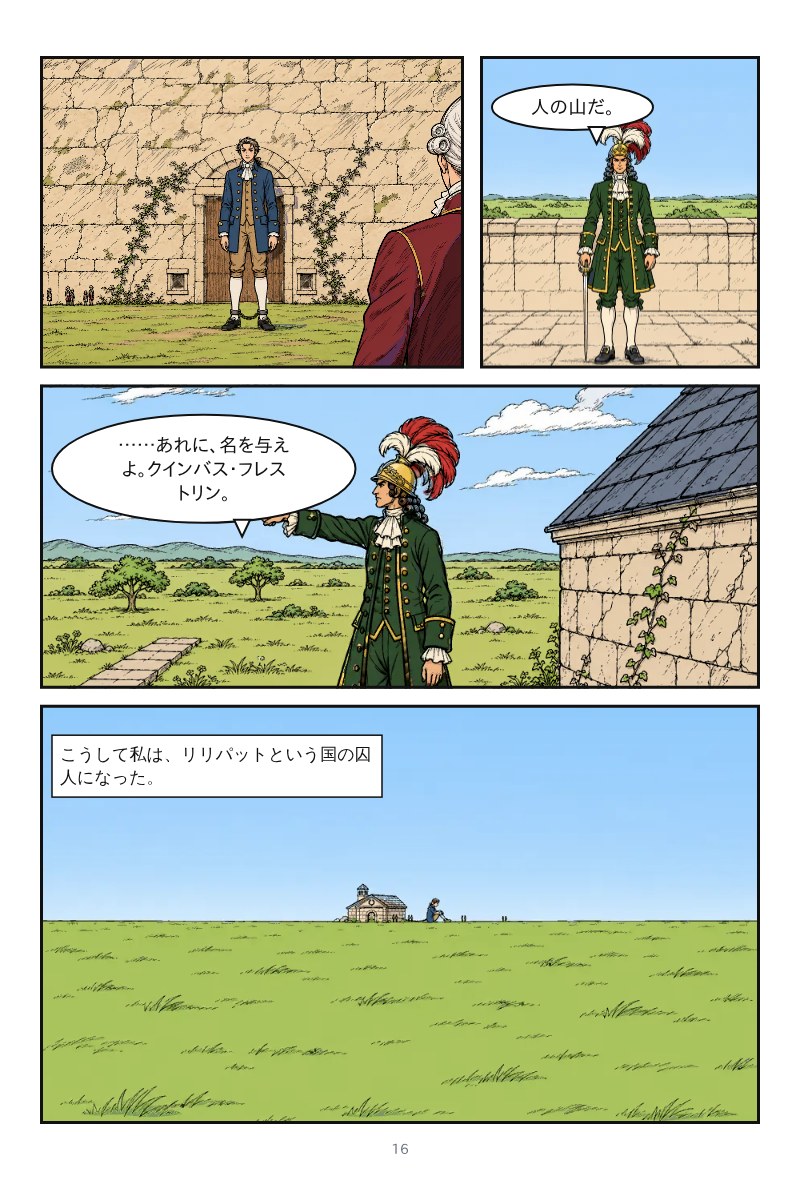 人の山だ。
……あれに、名を与え
よ。クインバス・フレス
トリン。
こうして私は、リリパットという国の囚
人になった。
16